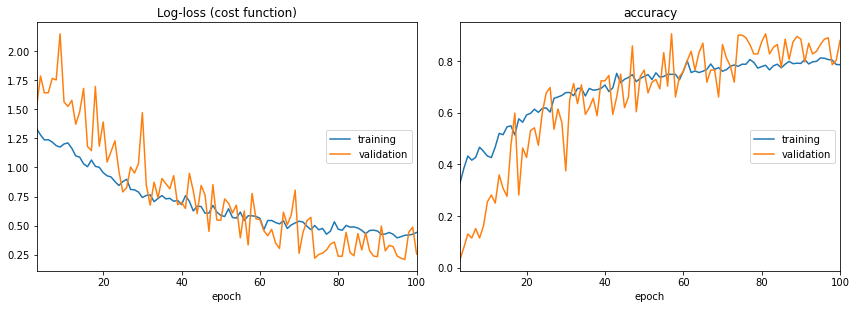 Log-loss (cost function)
2.00
1.75
1.50
1.25
1.00
0.75
0.50
0.25
20
40
60
80
100
epoch
training
validation
accuracy
0.8
0.6
0.4
0.2
0.0
20
40
60
80
100
epoch
training
validation